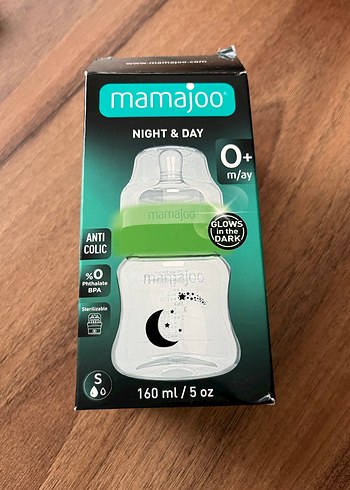 www.mamajoo.com
mamajoo®
NIGHT & DAY
0+
m/ay
mamajoo
GLOWS
in the
DARK
ANTI
COLIC
mamajoo
%0
Phthalate
BPA
Sterilizable
S
160 ml / 5 oz